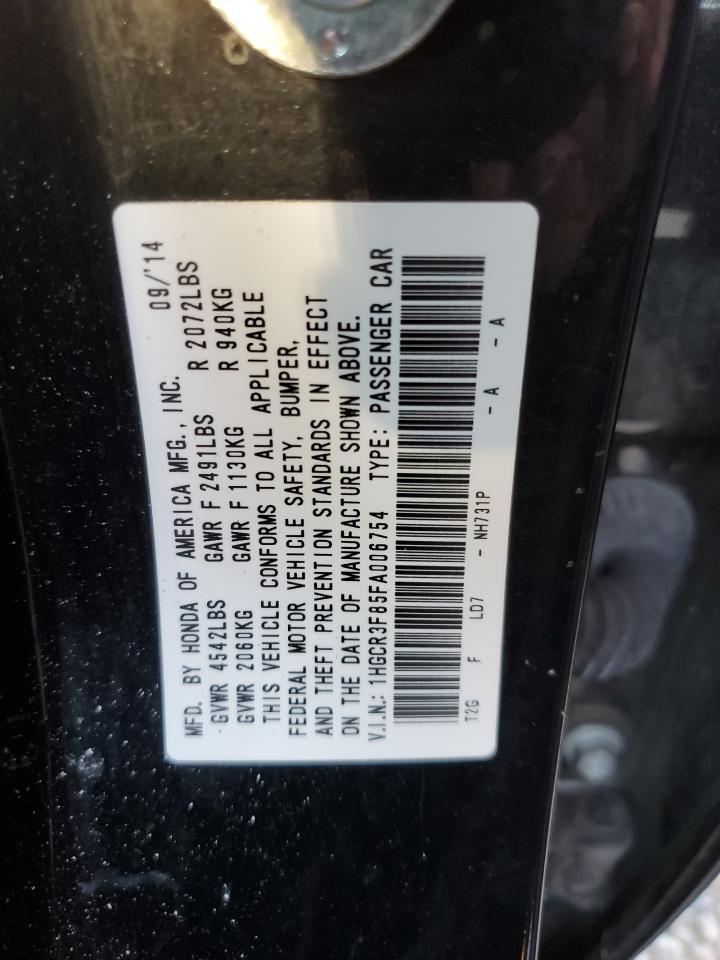 MFD. BY HONDA OF AMERICA MFG., INC. 09/'14
GVWR 4542LBS GAWR F 2491LBS R 2072LBS
GVWR 2060KG GAWR F 1130KG R 940KG
THIS VEHICLE CONFORMS TO ALL APPLICABLE
FEDERAL MOTOR VEHICLE SAFETY, BUMPER,
AND THEFT PREVENTION STANDARDS IN EFFECT
ON THE DATE OF MANUFACTURE SHOWN ABOVE.
V.I.N.: 1HGCR3F85FA006754 TYPE: PASSENGER CAR
T2G F LD7 - NH731P - A - A